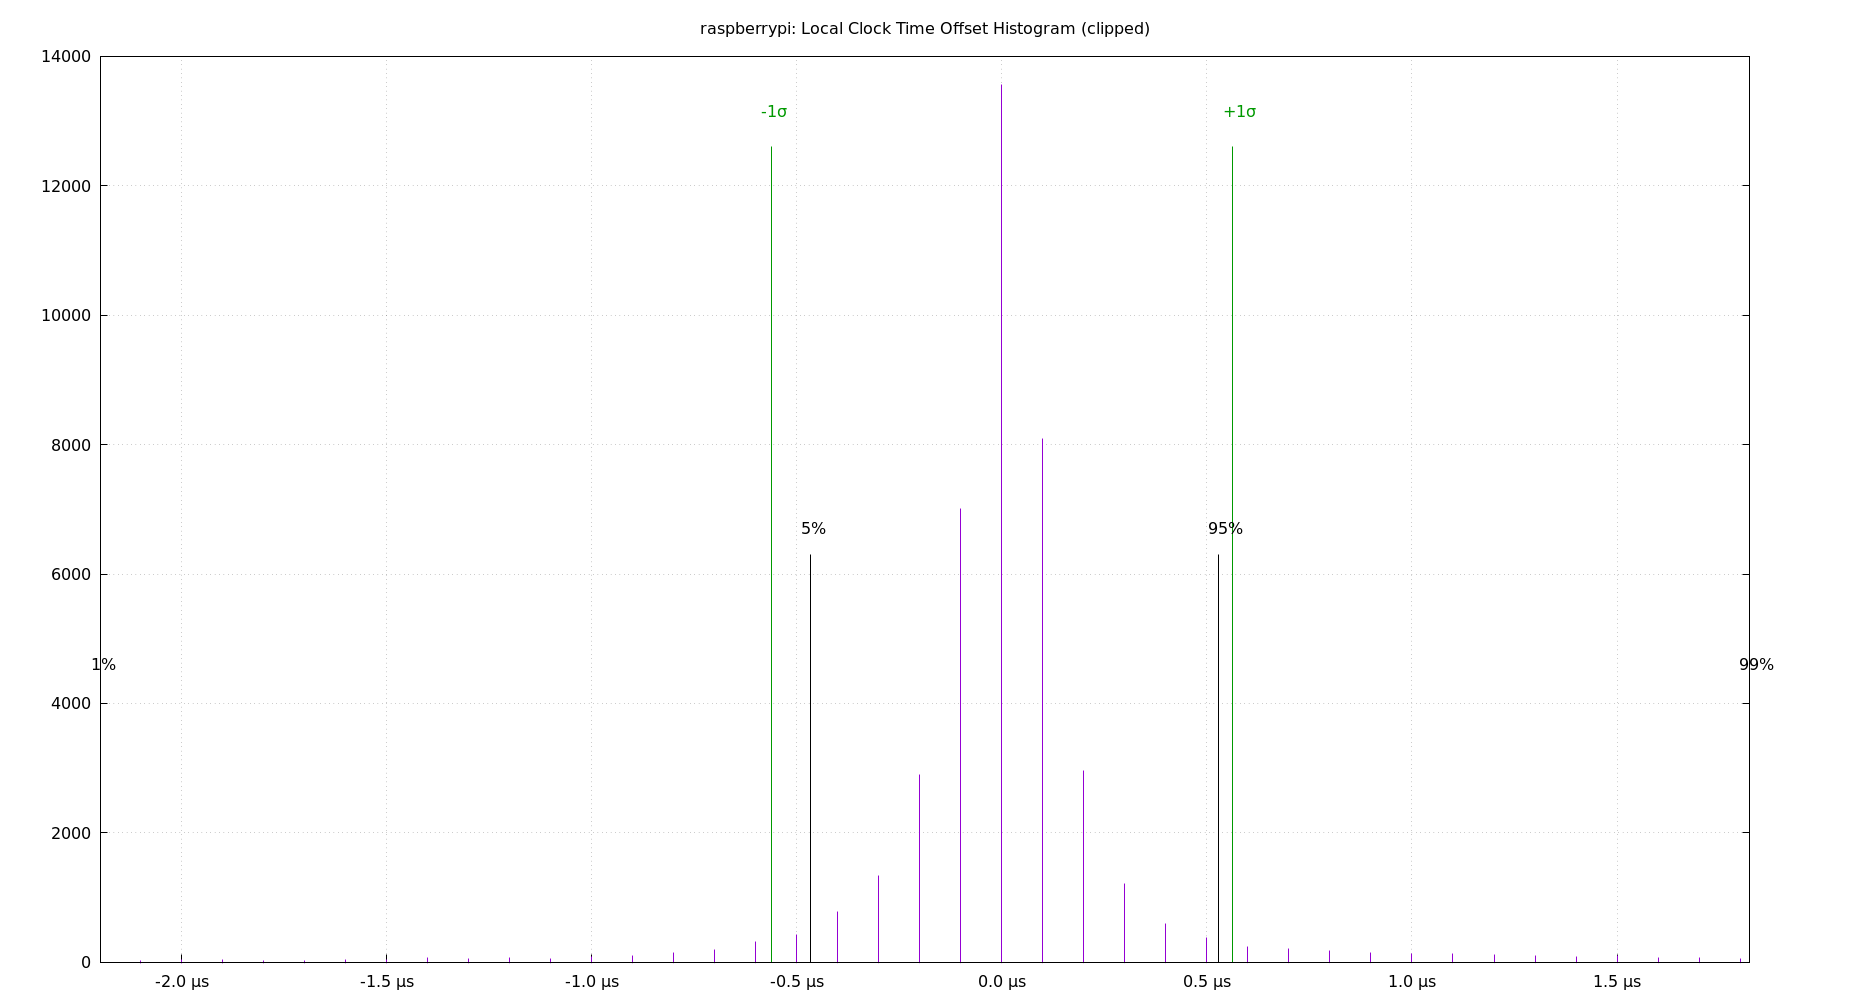 raspberrypi: Local Clock Time Offset Histogram (clipped)
14000
-1σ
+1σ
12000
10000
8000
5%
95%
6000
1%
99%
4000
2000
0
-2.0 µs
-1.5 µs
-1.0 µs
-0.5 µs
0.0 µs
0.5 µs
1.0 µs
1.5 µs